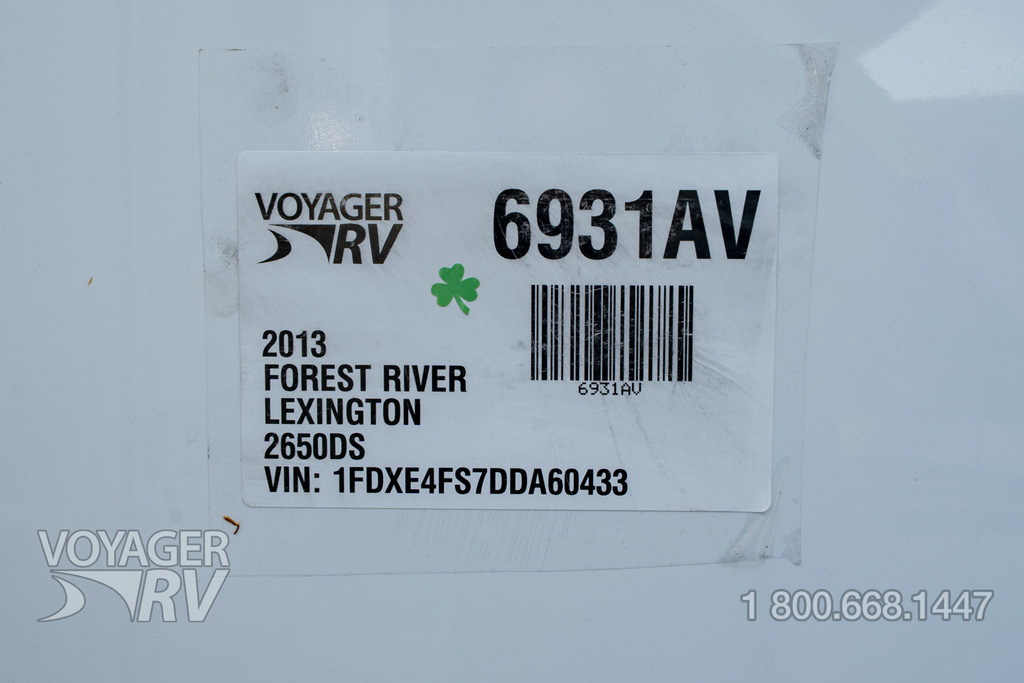 VOYAGER
RV
6931AV
6931AV
2013
FOREST RIVER
LEXINGTON
2650DS
VIN: 1FDXE4FS7DDA60433
VOYAGER
RV
1 800.668.1447